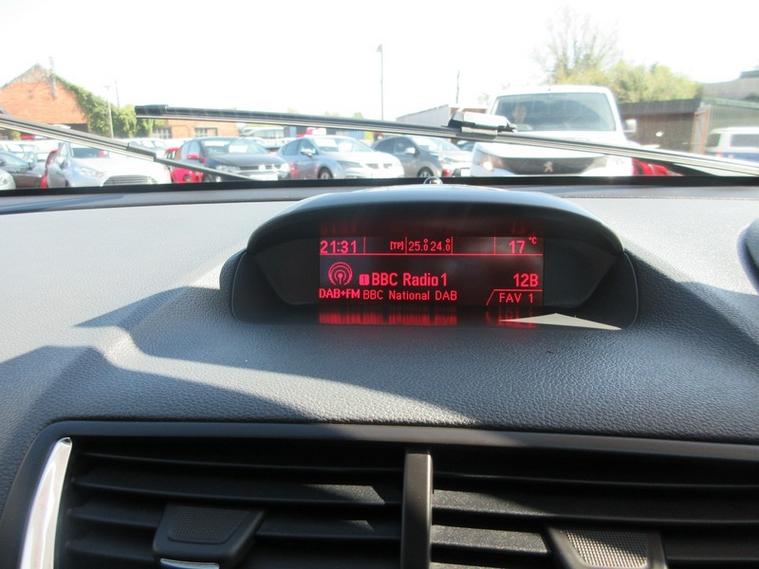 21:31 [TP] 25.0° 24.0° 17 °C
1 BBC Radio 1 12B
DAB+FM BBC National DAB FAV 1